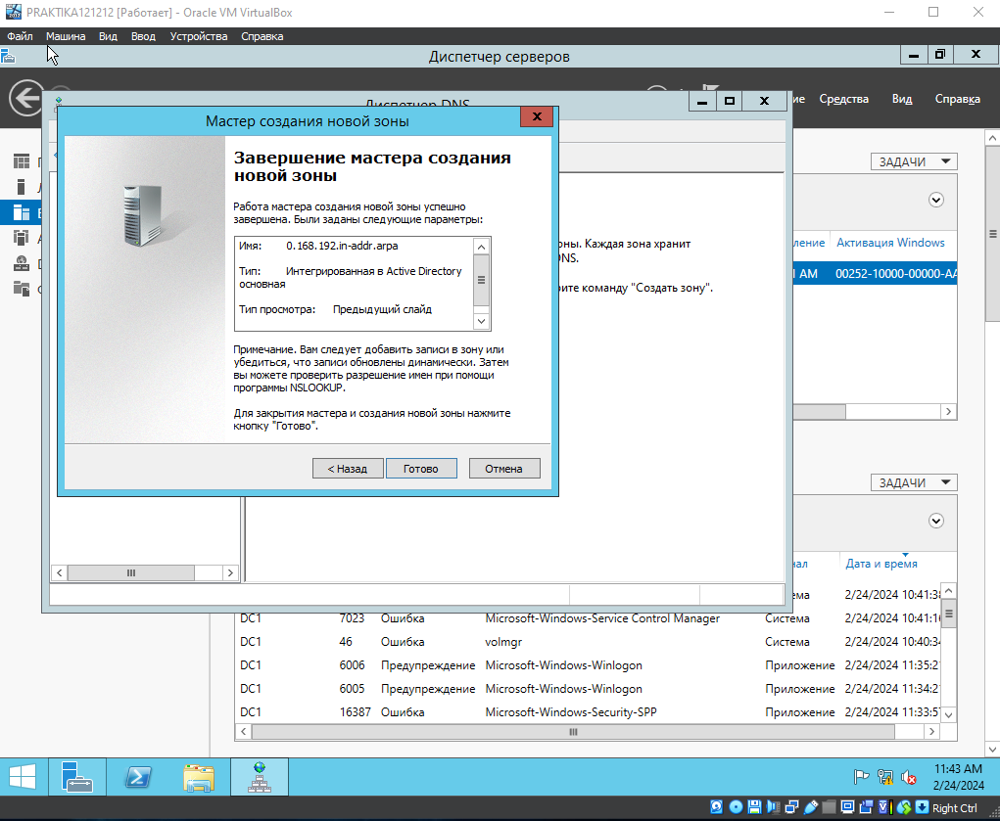 PRAKTIKA121212 [Работает] - Oracle VM VirtualBox
Файл Машина Вид Ввод Устройства Справка
Диспетчер серверов
Средства Вид Справка
Диспетчер DNS
Мастер создания новой зоны
ЗАДАЧИ
Завершение мастера создания
новой зоны
Работа мастера создания новой зоны успешно
завершена. Были заданы следующие параметры:
Имя: 0.168.192.in-addr.arpa
Тип: Интегрированная в Active Directory
основная
Тип просмотра: Предыдущий слайд
Примечание. Вам следует добавить записи в зону или
убедиться, что записи обновлены динамически. Затем
вы можете проверить разрешение имен при помощи
программы NSLOOKUP.
Для закрытия мастера и создания новой зоны нажмите
кнопку "Готово".
< Назад Готово Отмена
оны. Каждая зона хранит
NS.
рите команду "Создать зону".
ление Активация Windows
AM 00252-10000-00000-AA
ЗАДАЧИ
нал Дата и время
ема 2/24/2024 10:41:38
DC1 7023 Ошибка Microsoft-Windows-Service Control Manager Система 2/24/2024 10:41:16
DC1 46 Ошибка volmgr Система 2/24/2024 10:40:34
DC1 6006 Предупреждение Microsoft-Windows-Winlogon Приложение 2/24/2024 11:35:2
DC1 6005 Предупреждение Microsoft-Windows-Winlogon Приложение 2/24/2024 11:34:2
DC1 16387 Ошибка Microsoft-Windows-Security-SPP Приложение 2/24/2024 11:33:5
11:43 AM
2/24/2024
Right Ctrl